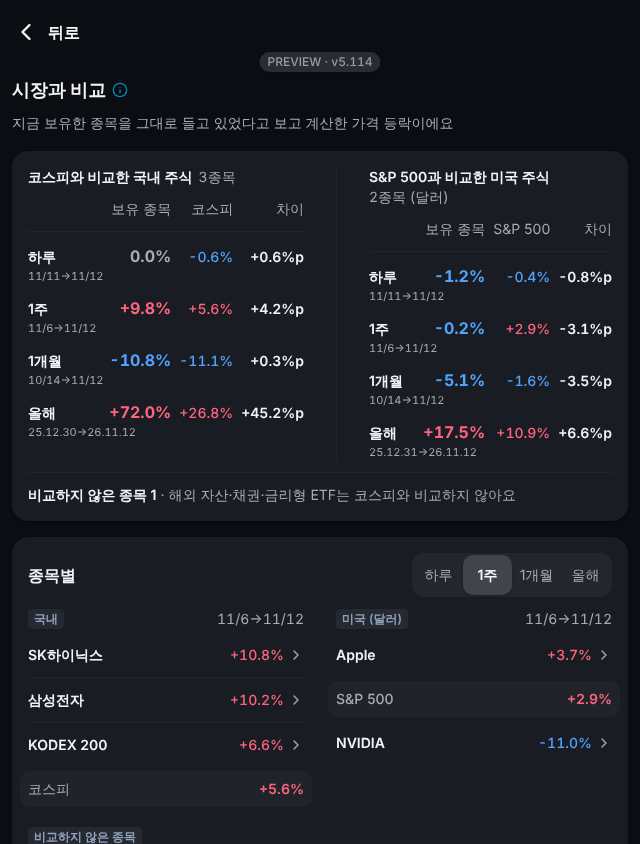 뒤로
PREVIEW · v5.114
시장과 비교
지금 보유한 종목을 그대로 들고 있었다고 보고 계산한 가격 등락이에요
코스피와 비교한 국내 주식 3종목
보유 종목 코스피 차이
하루 0.0% -0.6% +0.6%p
11/11→11/12
1주 +9.8% +5.6% +4.2%p
11/6→11/12
1개월 -10.8% -11.1% +0.3%p
10/14→11/12
올해 +72.0% +26.8% +45.2%p
25.12.30→26.11.12
S&P 500과 비교한 미국 주식
2종목 (달러)
보유 종목 S&P 500 차이
하루 -1.2% -0.4% -0.8%p
11/11→11/12
1주 -0.2% +2.9% -3.1%p
11/6→11/12
1개월 -5.1% -1.6% -3.5%p
10/14→11/12
올해 +17.5% +10.9% +6.6%p
25.12.31→26.11.12
비교하지 않은 종목 1 · 해외 자산·채권·금리형 ETF는 코스피와 비교하지 않아요
종목별
하루 1주 1개월 올해
국내 11/6→11/12
SK하이닉스 +10.8%
삼성전자 +10.2%
KODEX 200 +6.6%
코스피 +5.6%
미국 (달러) 11/6→11/12
Apple +3.7%
S&P 500 +2.9%
NVIDIA -11.0%
비교하지 않은 종목